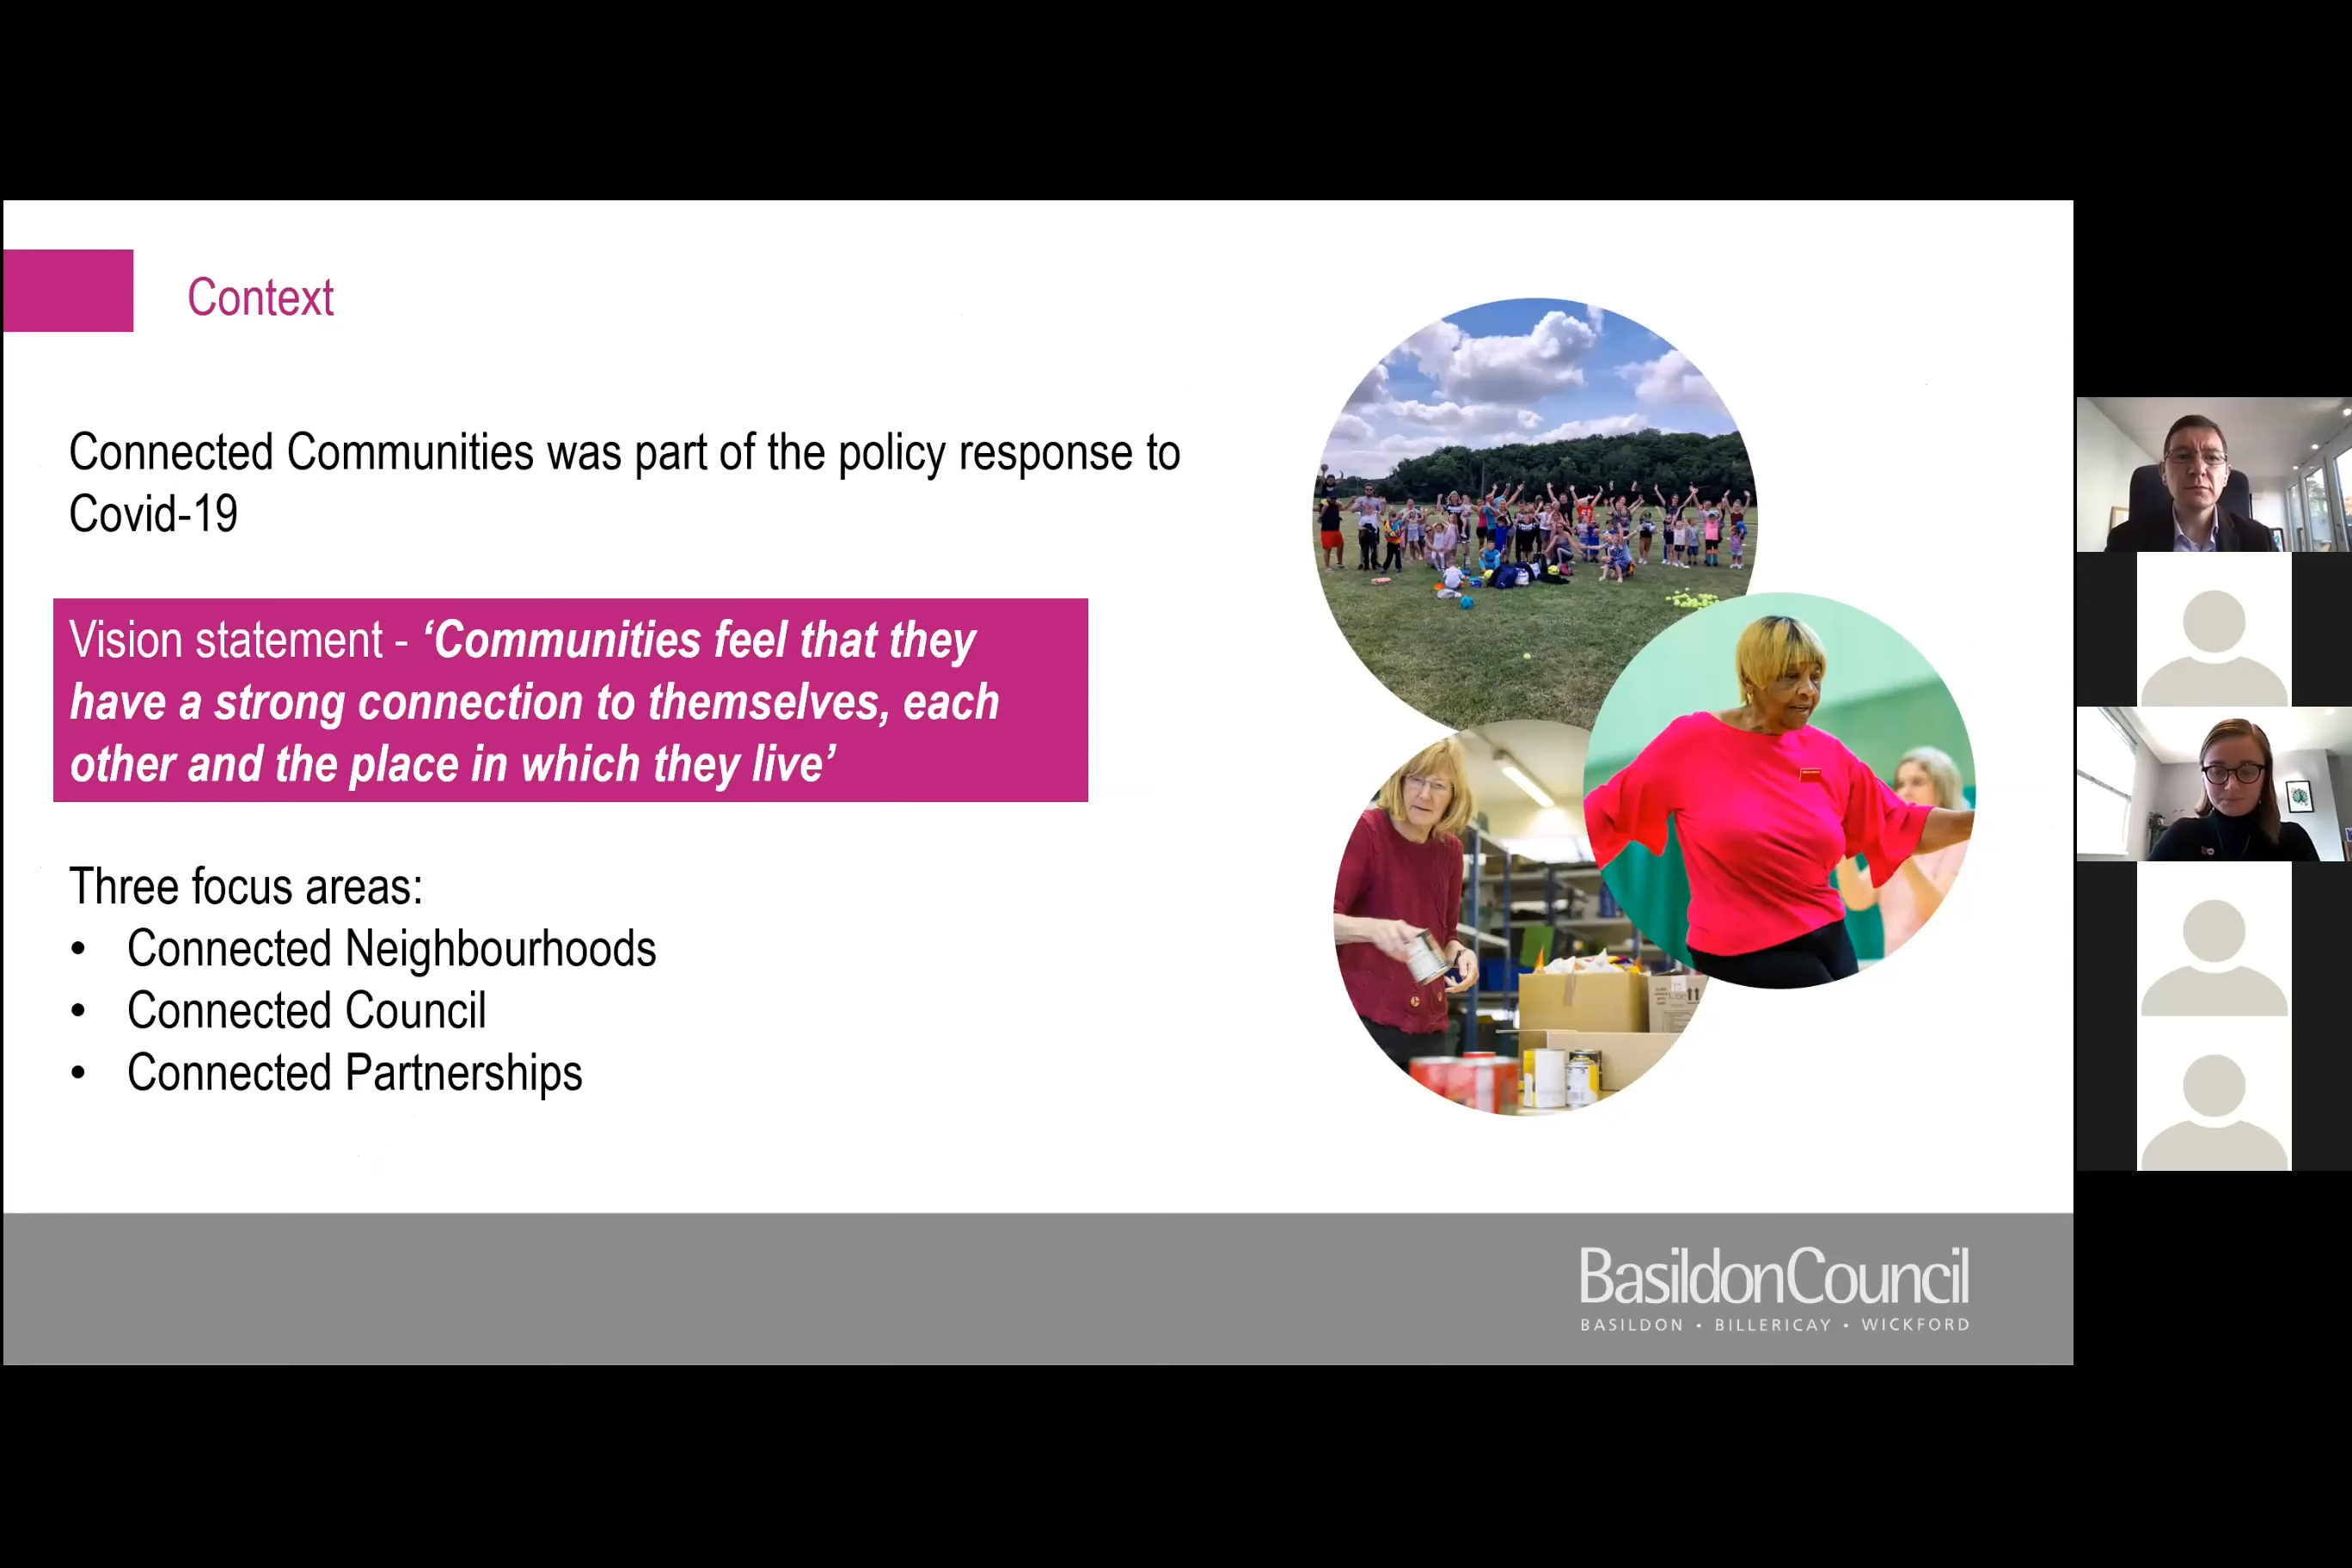 Context
Connected Communities was part of the policy response to
Covid-19
Vision statement - ‘Communities feel that they
have a strong connection to themselves, each
other and the place in which they live’
Three focus areas:
• Connected Neighbourhoods
• Connected Council
• Connected Partnerships
BasildonCouncil
BASILDON • BILLERICAY • WICKFORD